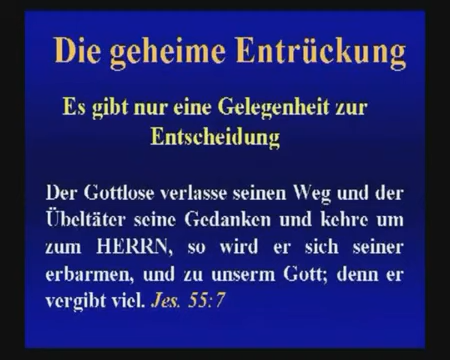 Die geheime Entrückung
Es gibt nur eine Gelegenheit zur
Entscheidung
Der Gottlose verlasse seinen Weg und der
Übeltäter seine Gedanken und kehre um
zum HERRN, so wird er sich seiner
erbarmen, und zu unserm Gott; denn er
vergibt viel. Jes. 55:7